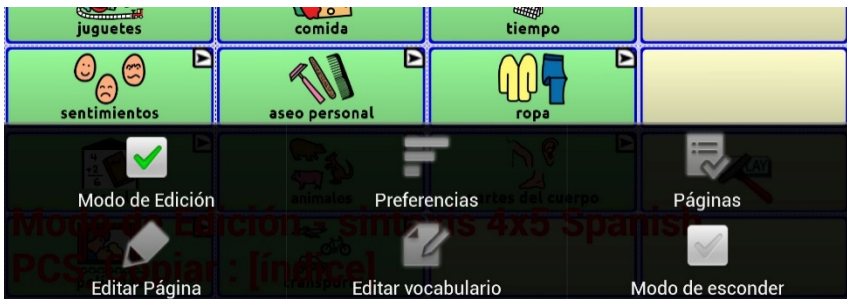 juguetes comida tiempo
sentimientos aseo personal ropa
Modo de Edición Preferencias Páginas
animales partes del cuerpo
Modo de Edición - sintaxis 4x5 Spanish
PCS Copiar : [índice]
Editar Página Editar vocabulario Modo de esconder